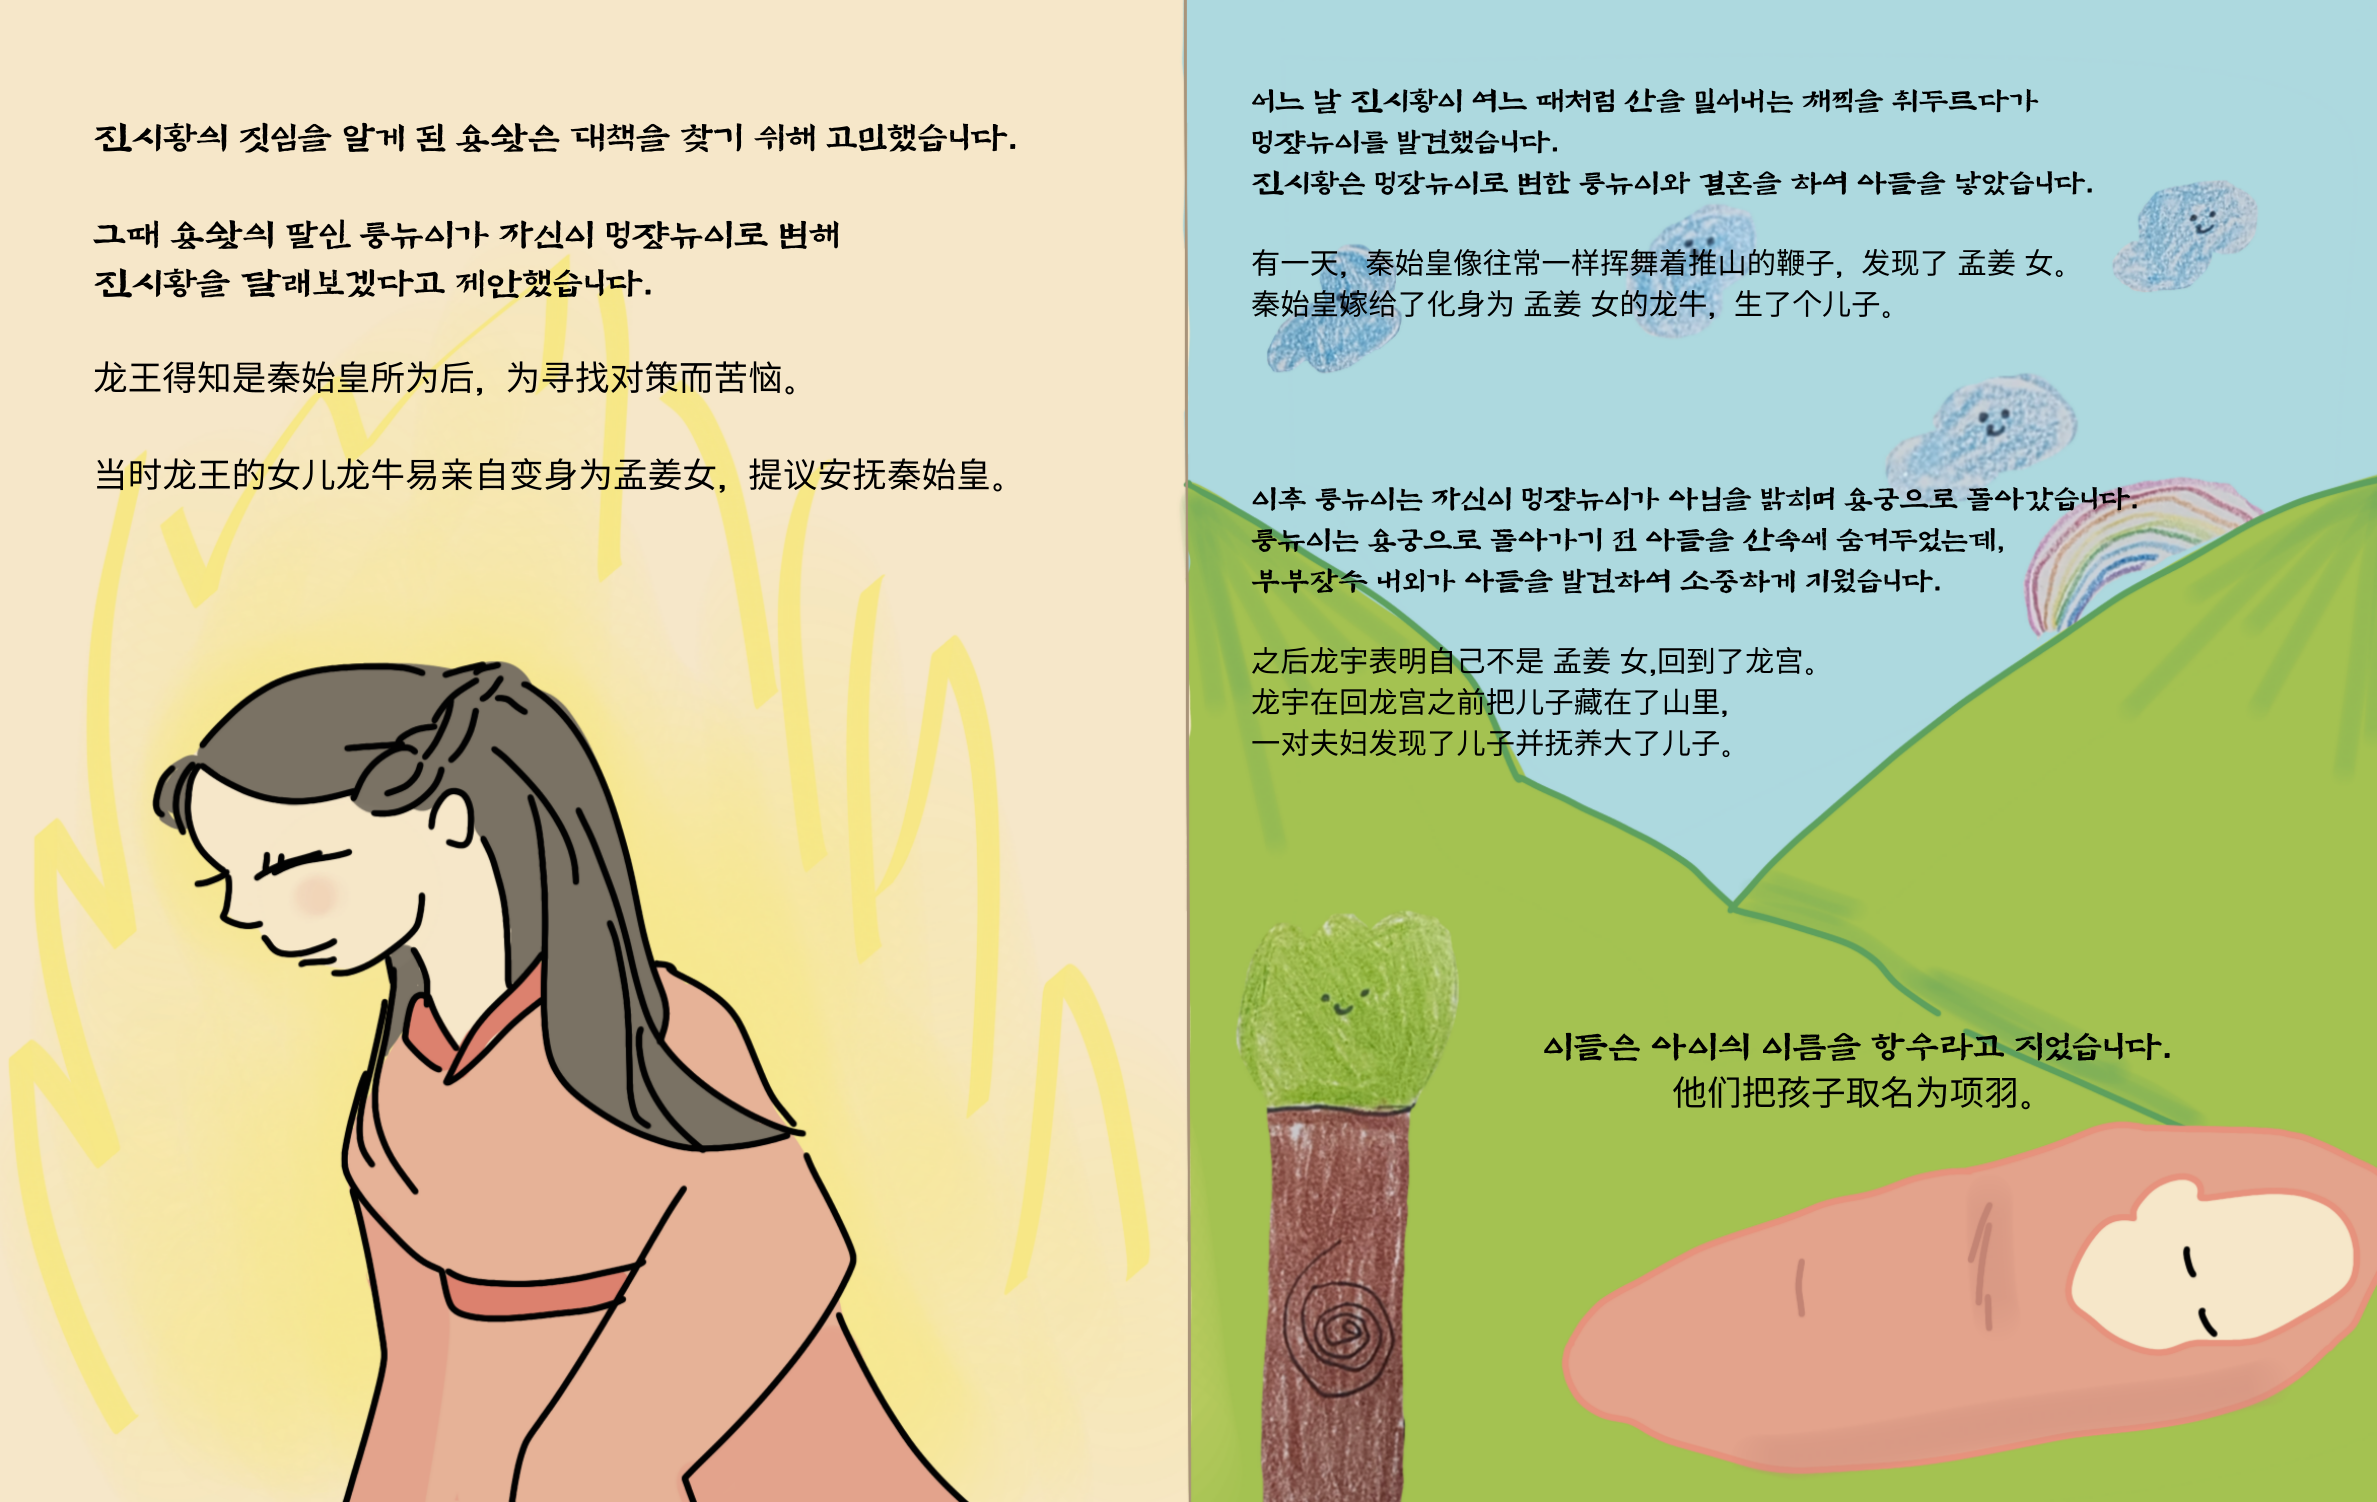 진시황의 짓임을 알게 된 용왕은 대책을 찾기 위해 고민했습니다.
그때 용왕의 딸인 룽뉴이가 자신이 멍쟝뉴이로 변해
진시황을 달래보겠다고 제안했습니다.
龙王得知是秦始皇所为后，为寻找对策而苦恼。
当时龙王的女儿龙牛易亲自变身为孟姜女，提议安抚秦始皇。
어느 날 진시황이 여느 때처럼 산을 밀어내는 채찍을 휘두르다가
멍쟝뉴이를 발견했습니다.
진시황은 멍장뉴이로 변한 룽뉴이와 결혼을 하여 아들을 낳았습니다.
有一天，秦始皇像往常一样挥舞着推山的鞭子，发现了 孟姜 女。
秦始皇嫁给了化身为 孟姜 女的龙牛，生了个儿子。
이후 룽뉴이는 자신이 멍쟝뉴이가 아님을 밝히며 용궁으로 돌아갔습니다.
룽뉴이는 용궁으로 돌아가기 전 아들을 산속에 숨겨두었는데,
부부장수 내외가 아들을 발견하여 소중하게 키웠습니다.
之后龙宇表明自己不是 孟姜 女,回到了龙宫。
龙宇在回龙宫之前把儿子藏在了山里，
一对夫妇发现了儿子并抚养大了儿子。
이들은 아이의 이름을 항우라고 지었습니다.
他们把孩子取名为项羽。